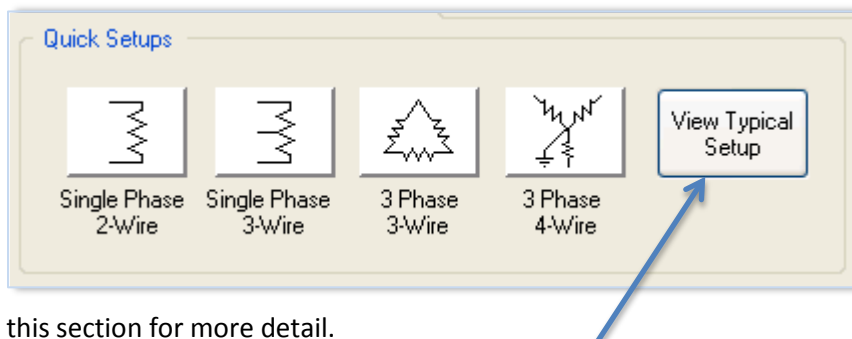 Quick Setups
Single Phase
2-Wire
Single Phase
3-Wire
3 Phase
3-Wire
3 Phase
4-Wire
View Typical
Setup
this section for more detail.